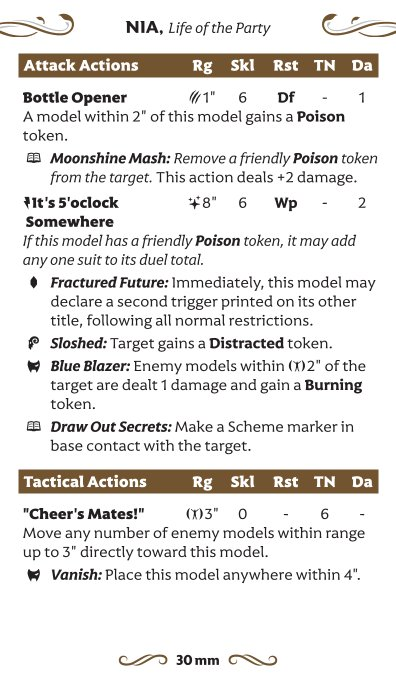 NIA, Life of the Party
Attack Actions Rg Skl Rst TN Da
Bottle Opener 1" 6 Df - 1
A model within 2" of this model gains a Poison
token.
Moonshine Mash: Remove a friendly Poison token
from the target. This action deals +2 damage.
It's 5'oclock 8" 6 Wp - 2
Somewhere
If this model has a friendly Poison token, it may add
any one suit to its duel total.
Fractured Future: Immediately, this model may
declare a second trigger printed on its other
title, following all normal restrictions.
Sloshed: Target gains a Distracted token.
Blue Blazer: Enemy models within 2" of the
target are dealt 1 damage and gain a Burning
token.
Draw Out Secrets: Make a Scheme marker in
base contact with the target.
Tactical Actions Rg Skl Rst TN Da
"Cheer's Mates!" 3" 0 - 6 -
Move any number of enemy models within range
up to 3" directly toward this model.
Vanish: Place this model anywhere within 4".
30 mm